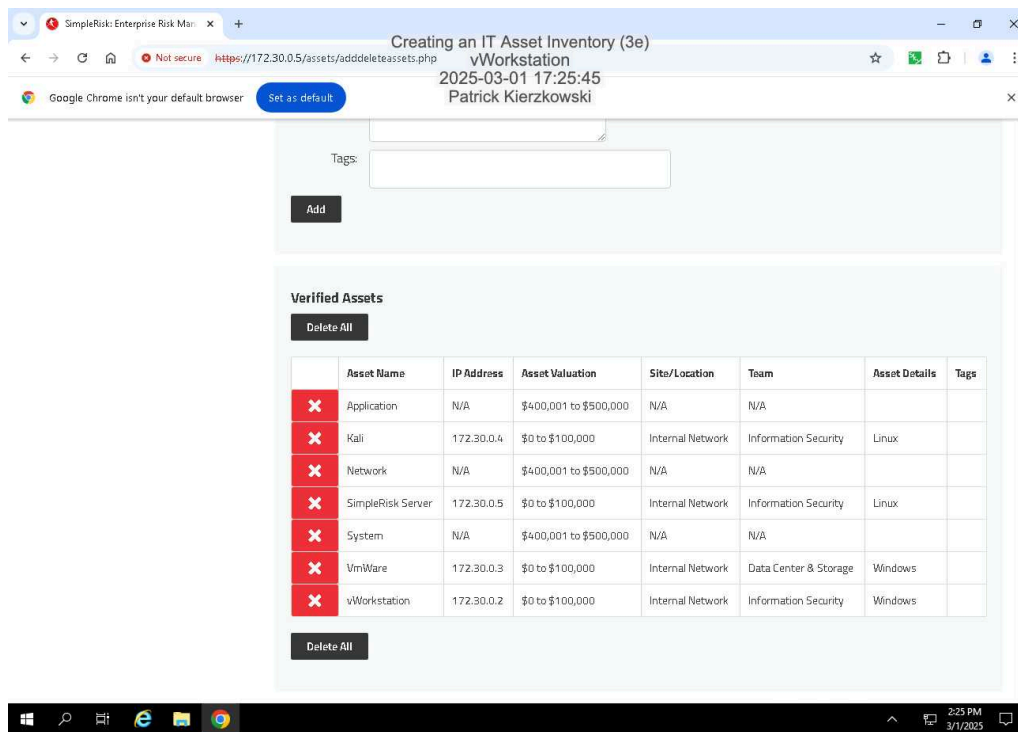 SimpleRisk: Enterprise Risk Man
Creating an IT Asset Inventory (3e)
Not secure https://172.30.0.5/assets/adddeleteassets.php
vWorkstation
2025-03-01 17:25:45
Google Chrome isn't your default browser Set as default
Patrick Kierzkowski
Tags:
Add
Verified Assets
Delete All
Asset Name IP Address Asset Valuation Site/Location Team Asset Details Tags
Application N/A $400,001 to $500,000 N/A N/A
Kali 172.30.0.4 $0 to $100,000 Internal Network Information Security Linux
Network N/A $400,001 to $500,000 N/A N/A
SimpleRisk Server 172.30.0.5 $0 to $100,000 Internal Network Information Security Linux
System N/A $400,001 to $500,000 N/A N/A
VmWare 172.30.0.3 $0 to $100,000 Internal Network Data Center & Storage Windows
vWorkstation 172.30.0.2 $0 to $100,000 Internal Network Information Security Windows
Delete All
2:25 PM
3/1/2025